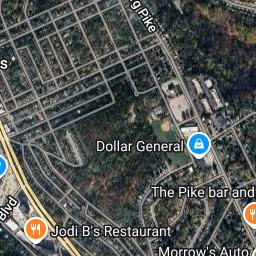 g Pike
s
Dollar General
The Pike bar and
Blvd
Jodi B's Restaurant
Morrow's Auto